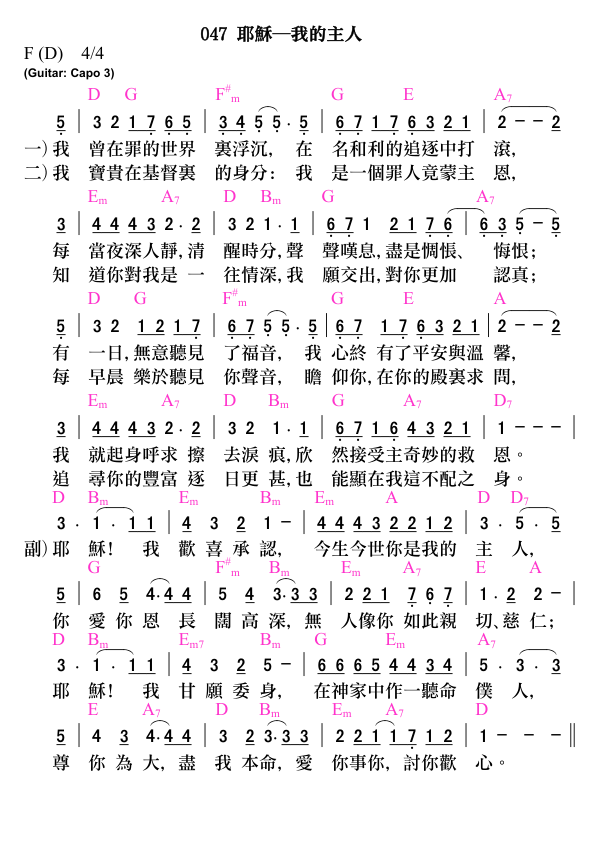 047 耶穌—我的主人
F (D) 4/4
(Guitar: Capo 3)
D G F#m G E A7
5 | 3 2 1 7 6 5 | 3 4 5 5 . 5 | 6 7 1 7 6 3 2 1 | 2 - - 2
一) 我 曾在罪的世界 裏浮沉, 在 名和利的追逐中打 滾,
二) 我 寶貴在基督裏 的身分: 我 是一個罪人竟蒙主 恩,
Em A7 D Bm G A7
3 | 4 4 4 3 2 . 2 | 3 2 1 . 1 | 6 7 1 2 1 7 6 | 6 3 5 - 5
每 當夜深人靜, 清 醒時分, 聲 聲嘆息, 盡是惆悵、 悔恨;
知 道你對我是 一 往情深, 我 願交出, 對你更加 認真;
D G F#m G E A
5 | 3 2 1 2 1 7 | 6 7 5 5 . 5 | 6 7 1 7 6 3 2 1 | 2 - - 2
有 一日, 無意聽見 了福音, 我 心終 有了平安與溫 馨,
每 早晨 樂於聽見 你聲音, 瞻 仰你, 在你的殿裏求 問,
Em A7 D Bm G A7 D7
3 | 4 4 4 3 2 . 2 | 3 2 1 . 1 | 6 7 1 6 4 3 2 1 | 1 - - - |
我 就起身呼求 擦 去淚 痕, 欣 然接受主奇妙的救 恩。
追 尋你的豐富 逐 日更 甚, 也 能顯在我這不配之 身。
D Bm Em Bm Em A D D7
3 . 1 . 1 1 | 4 3 2 1 - | 4 4 4 3 2 2 1 2 | 3 . 5 . 5
副) 耶 穌! 我 歡 喜 承 認, 今生今世你是我的 主 人,
G F#m Bm Em A7 E A
5 | 6 5 4 . 4 4 | 5 4 3 . 3 3 | 2 2 1 7 6 7 | 1 . 2 2 - |
你 愛 你 恩 長 闊 高 深, 無 人像你 如此親 切、慈 仁;
D Bm Em7 Bm G Em A7
3 . 1 . 1 1 | 4 3 2 5 - | 6 6 6 5 4 4 3 4 | 5 . 3 . 3
耶 穌! 我 甘 願 委 身, 在神家中作一聽命 僕 人,
E A7 D Bm Em A7 D
5 | 4 3 4 . 4 4 | 3 2 3 . 3 3 | 2 2 1 1 7 1 2 | 1 - - - ‖
尊 你 為 大, 盡 我 本命, 愛 你事你, 討你歡 心。